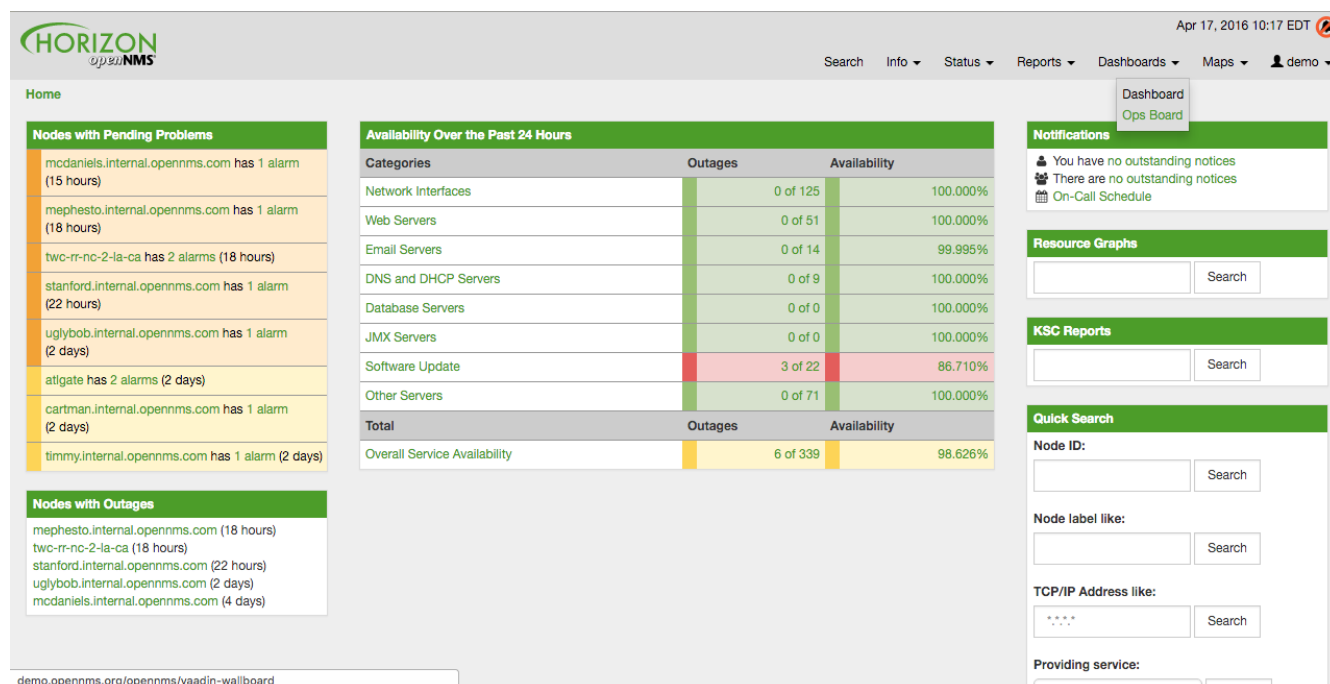 Apr 17, 2016 10:17 EDT
HORIZON
openNMS
Search Info Status Reports Dashboards Maps demo
Dashboard
Ops Board
Home
Nodes with Pending Problems
mcdaniels.internal.opennms.com has 1 alarm
(15 hours)
mephesto.internal.opennms.com has 1 alarm
(18 hours)
twc-rr-nc-2-la-ca has 2 alarms (18 hours)
stanford.internal.opennms.com has 1 alarm
(22 hours)
uglybob.internal.opennms.com has 1 alarm
(2 days)
atlgate has 2 alarms (2 days)
cartman.internal.opennms.com has 1 alarm
(2 days)
timmy.internal.opennms.com has 1 alarm (2 days)
Nodes with Outages
mephesto.internal.opennms.com (18 hours)
twc-rr-nc-2-la-ca (18 hours)
stanford.internal.opennms.com (22 hours)
uglybob.internal.opennms.com (2 days)
mcdaniels.internal.opennms.com (4 days)
Availability Over the Past 24 Hours
Categories Outages Availability
Network Interfaces 0 of 125 100.000%
Web Servers 0 of 51 100.000%
Email Servers 0 of 14 99.995%
DNS and DHCP Servers 0 of 9 100.000%
Database Servers 0 of 0 100.000%
JMX Servers 0 of 0 100.000%
Software Update 3 of 22 86.710%
Other Servers 0 of 71 100.000%
Total Outages Availability
Overall Service Availability 6 of 339 98.626%
Notifications
You have no outstanding notices
There are no outstanding notices
On-Call Schedule
Resource Graphs
Search
KSC Reports
Search
Quick Search
Node ID:
Search
Node label like:
Search
TCP/IP Address like:
*.*.*.* Search
Providing service:
demo.opennms.org/opennms/vaadin-wallboard